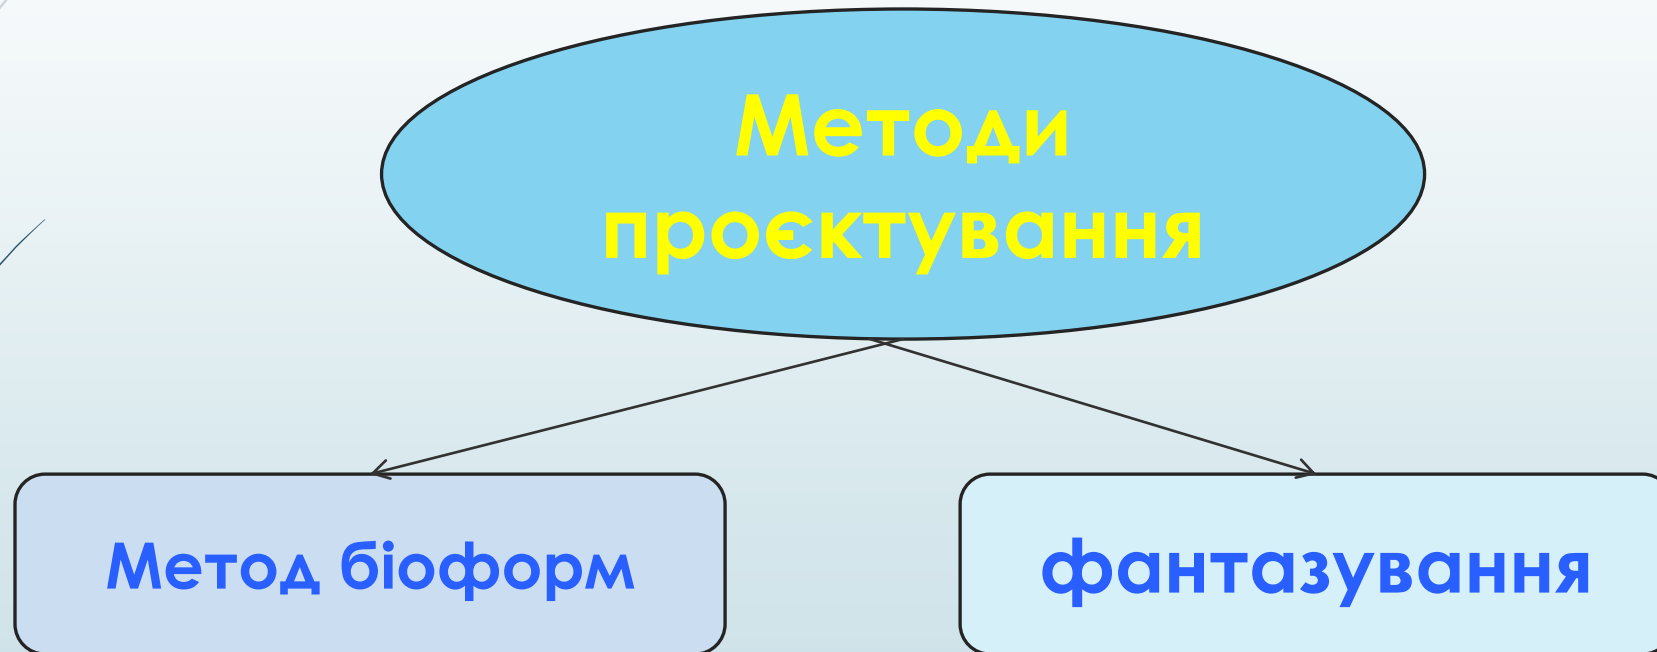 Методи
проєктування
Метод біоформ
фантазування